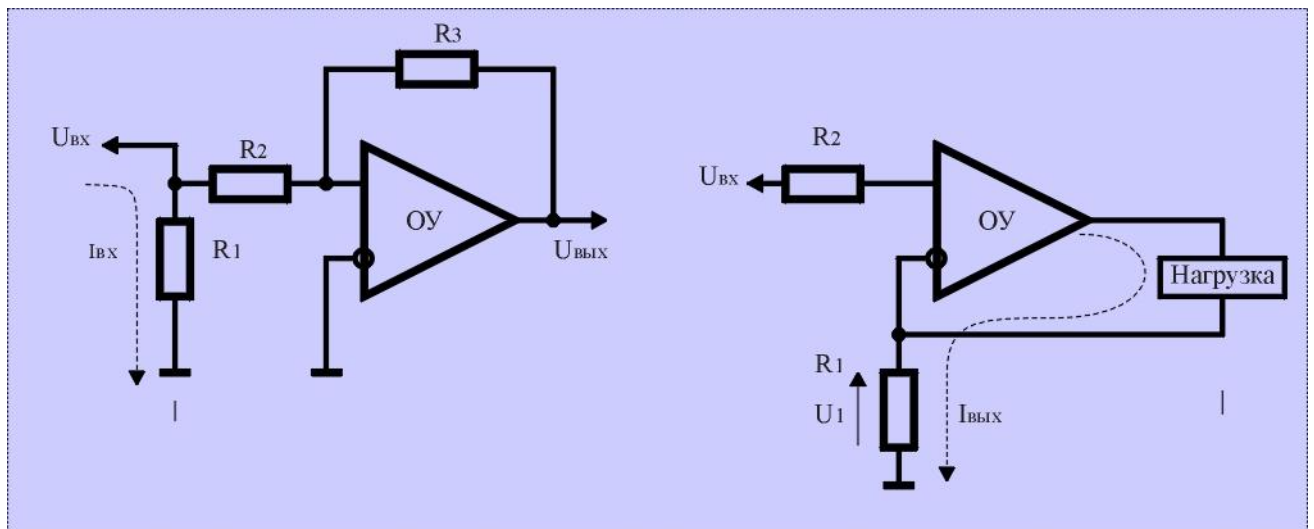 R3
Uвх
R2
ОУ
Iвх
R1
Uвых
|
R2
Uвх
ОУ
Нагрузка
R1
U1
Iвых
|